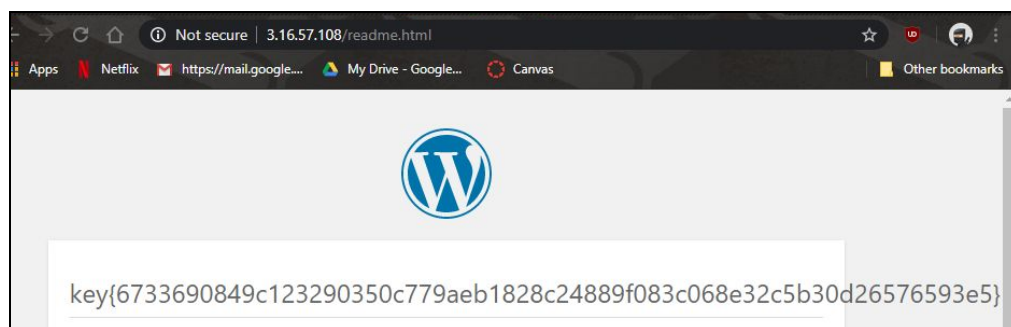 Not secure | 3.16.57.108/readme.html
Apps Netflix https://mail.google.... My Drive - Google... Canvas Other bookmarks
key{6733690849c123290350c779aeb1828c24889f083c068e32c5b30d26576593e5}